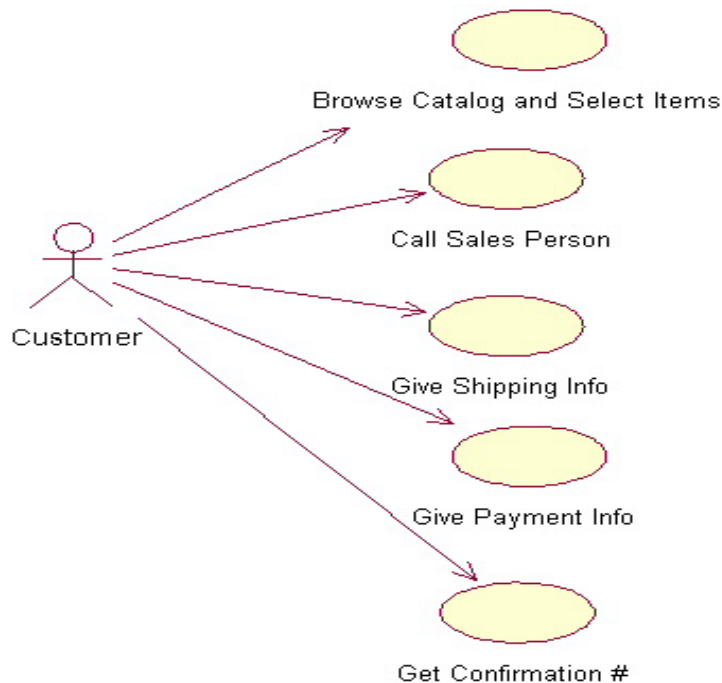 Browse Catalog and Select Items
Call Sales Person
Customer
Give Shipping Info
Give Payment Info
Get Confirmation #